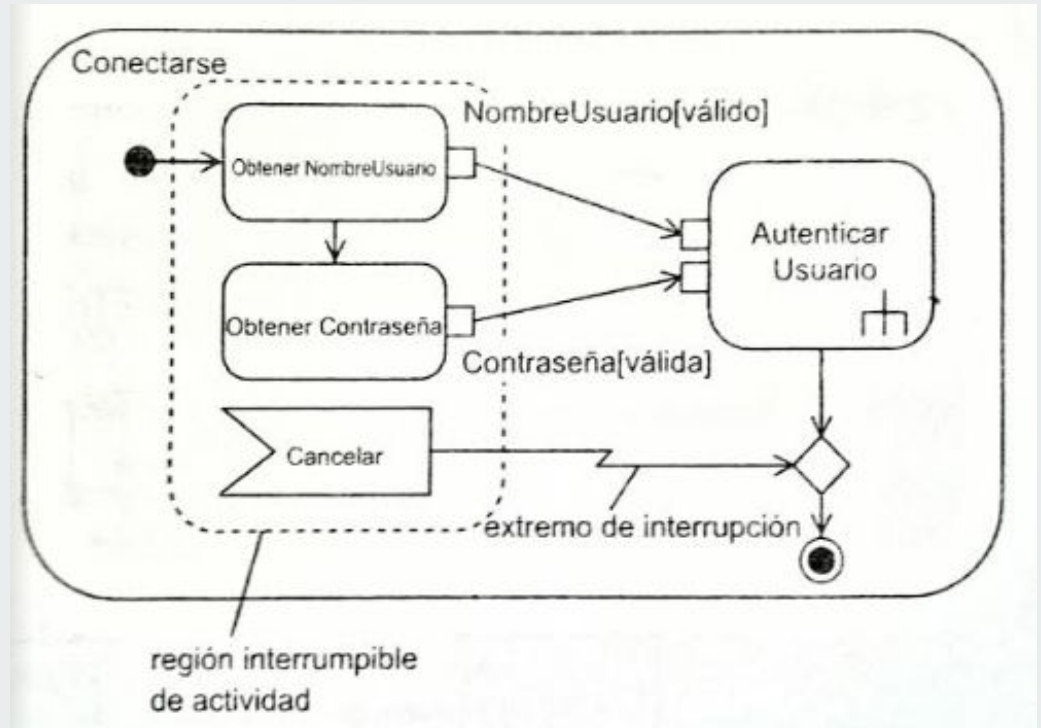 Conectarse
NombreUsuario[válido]
Obtener NombreUsuario
Autenticar
Usuario
Obtener Contraseña
Contraseña[válida]
Cancelar
extremo de interrupción
región interrumpible
de actividad